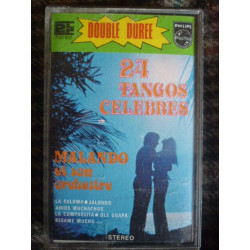 DOUBLE DURÉE
PHILIPS
24
TANGOS
CELEBRES
MALANDO
et son
orchestre
LA PALOMA ● JALOUSIE
ADIOS MUCHACHOS
LA CUMPARSITA ● OLE GUAPA
BESAME MUCHO
STEREO